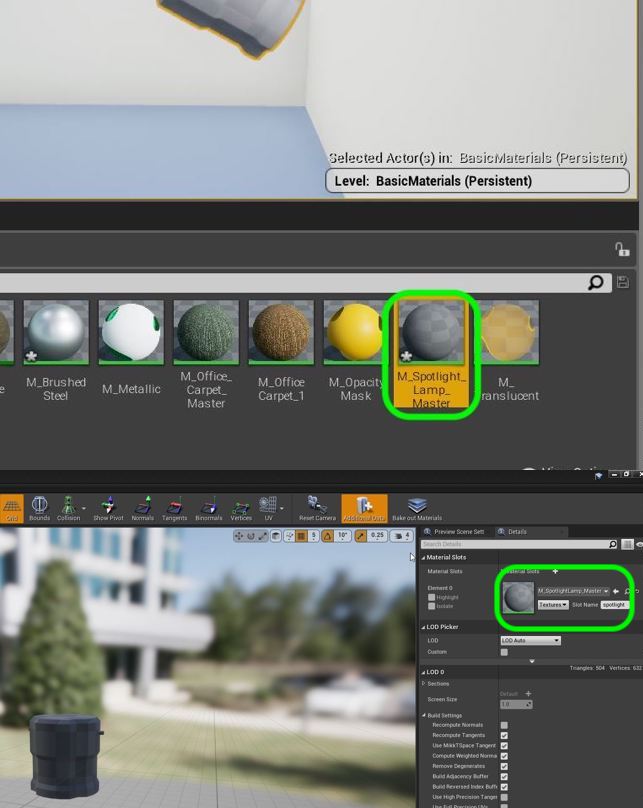 Selected Actor(s) in: BasicMaterials (Persistent)
Level: BasicMaterials (Persistent)
M_Brushed
Steel
M_Metallic
M_Office_
Carpet_
Master
M_Office
Carpet_1
M_Opacity
Mask
M_Spotlight_
Lamp_
Master
M_
ranslucent
Grid
Bounds
Collision
Show Pivot
Normals
Tangents
Binormals
Vertices
UV
Reset Camera
Additional Data
Bake out Materials
5
10°
0.25
4
Preview Scene Sett
Details
Search Details
Material Slots
Material Slots
Material Slots
Element 0
Highlight
Isolate
M_SpotlightLamp_Master
Textures
Slot Name
spotlight
LOD Picker
LOD
LOD Auto
Custom
LOD 0
Triangles: 504 Vertices: 632
Sections
Screen Size
Default
1.0
Build Settings
Recompute Normals
Recompute Tangents
Use MikkTSpace Tangent
Compute Weighted Norma
Remove Degenerates
Build Adjacency Buffer
Build Reversed Index Buff
Use High Precision Tangen